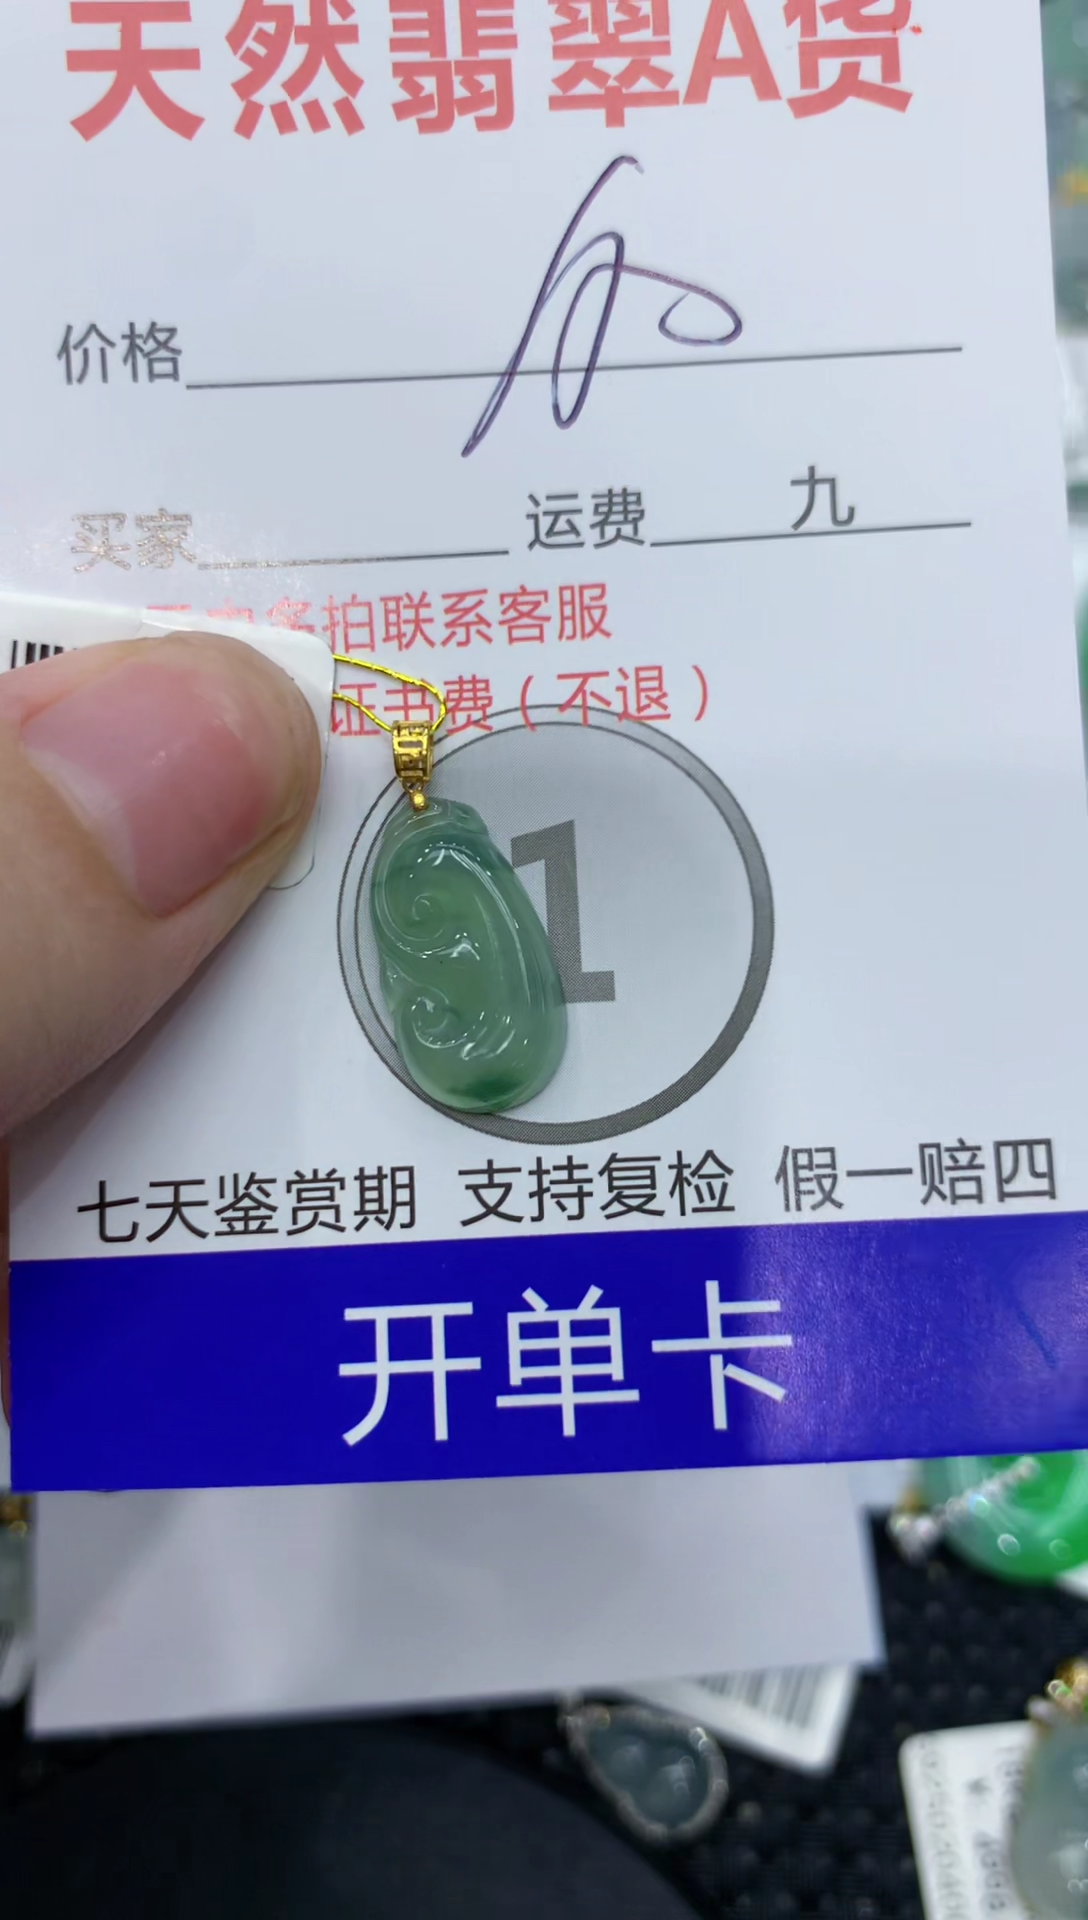 天然翡翠A货
价格
买家 运费 九
多拍联系客服
证书费（不退）
1
七天鉴赏期 支持复检 假一赔四
开单卡